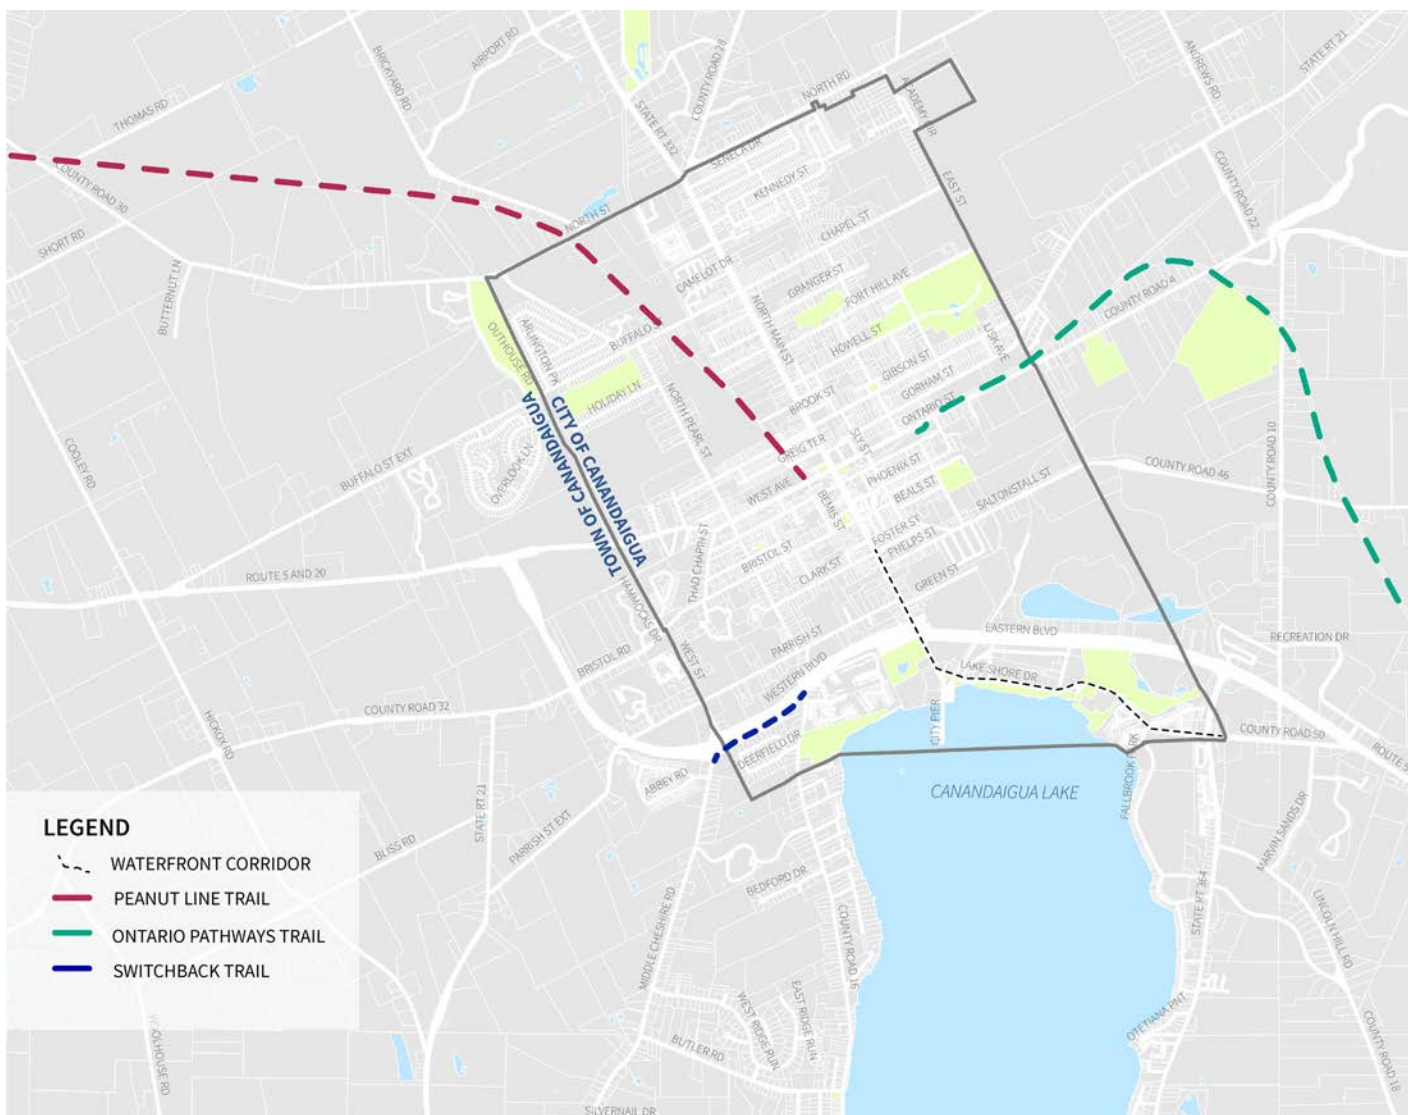 AIRPORT RD
BRICKYARD RD
COUNTY ROAD 28
NORTH RD
ACADEMY CIR
ANDREWS RD
STATE RT 21
THOMAS RD
STATE RT 332
SENECA DR
KENNEDY ST
EAST ST
COUNTY ROAD 22
COUNTY ROAD 30
NORTH ST
CHAPEL ST
SHORT RD
BUTTERNUT LN
CAMELOT DR
GRANGER ST
FORT HILL AVE
COUNTY ROAD 4
NORTH MAIN ST
OUTHOUSE RD
ARLINGTON PK
BUFFALO ST
HOWELL ST
LISK AVE
GIBSON ST
GORHAM ST
HOLIDAY LN
NORTH PEARL ST
BROOK ST
ONTARIO ST
COOLEY RD
CITY OF CANANDAIGUA
TOWN OF CANANDAIGUA
BUFFALO ST EXT
OVERLOOK LN
GREIG TER
SLY ST
PHOENIX ST
COUNTY ROAD 10
WEST AVE
BEMIS ST
BEALS ST
SALTONSTALL ST
COUNTY ROAD 46
ROUTE 5 AND 20
THAD CHAPIN ST
BRISTOL ST
FOSTER ST
PHELPS ST
CLARK ST
GREEN ST
HAMMOCKS DR
PARRISH ST
EASTERN BLVD
RECREATION DR
BRISTOL RD
WEST ST
WESTERN BLVD
LAKE SHORE DR
COUNTY ROAD 32
HICKOX RD
CITY PIER
COUNTY ROAD 50
DEERFIELD DR
ROUTE 5
ABBEY RD
FALLBROOK PARK
CANANDAIGUA LAKE
STATE RT 21
PARRISH ST EXT
BLISS RD
MARVIN SANDS DR
BEDFORD DR
STATE RT 364
LINCOLN HILL RD
MIDDLE CHESHIRE RD
COUNTY ROAD 16
WEST RIDGE RUN
EAST RIDGE RUN
OTETIANA PNT
BUTLER RD
WOOLHOUSE RD
COUNTY ROAD 18
SILVERNAIL DR
LEGEND
WATERFRONT CORRIDOR
PEANUT LINE TRAIL
ONTARIO PATHWAYS TRAIL
SWITCHBACK TRAIL